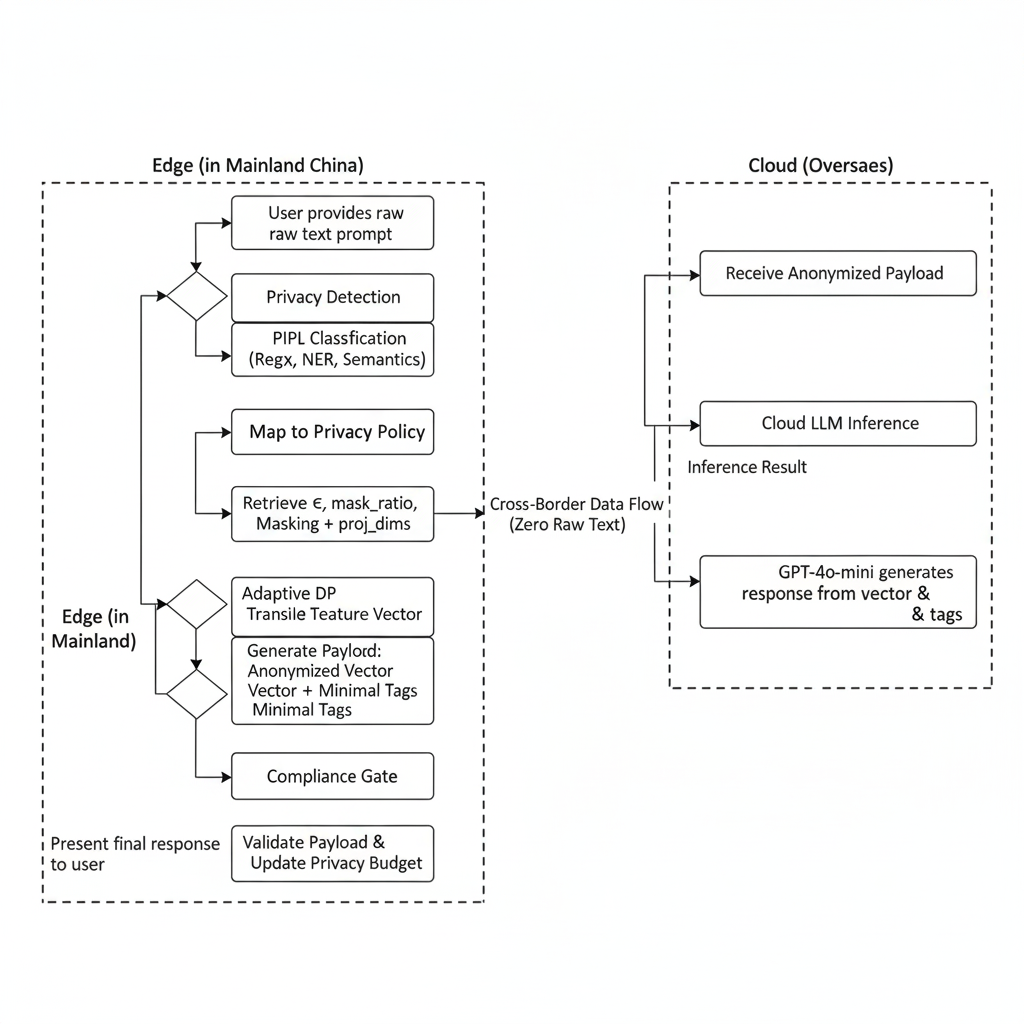 Edge (in Mainland China)
User provides raw
raw text prompt
Privacy Detection
PIPL Classfication
(Regx, NER, Semantics)
Map to Privacy Policy
Retrieve ϵ, mask_ratio,
Masking + proj_dims
Edge (in
Mainland)
Adaptive DP
Transile Teature Vector
Generate Paylord:
Anonymized Vector
Vector + Minimal Tags
Minimal Tags
Compliance Gate
Present final response
to user
Validate Payload &
Update Privacy Budget
Cross-Border Data Flow
(Zero Raw Text)
Cloud (Oversaes)
Receive Anonymized Payload
Cloud LLM Inference
Inference Result
GPT-4o-mini generates
response from vector &
& tags